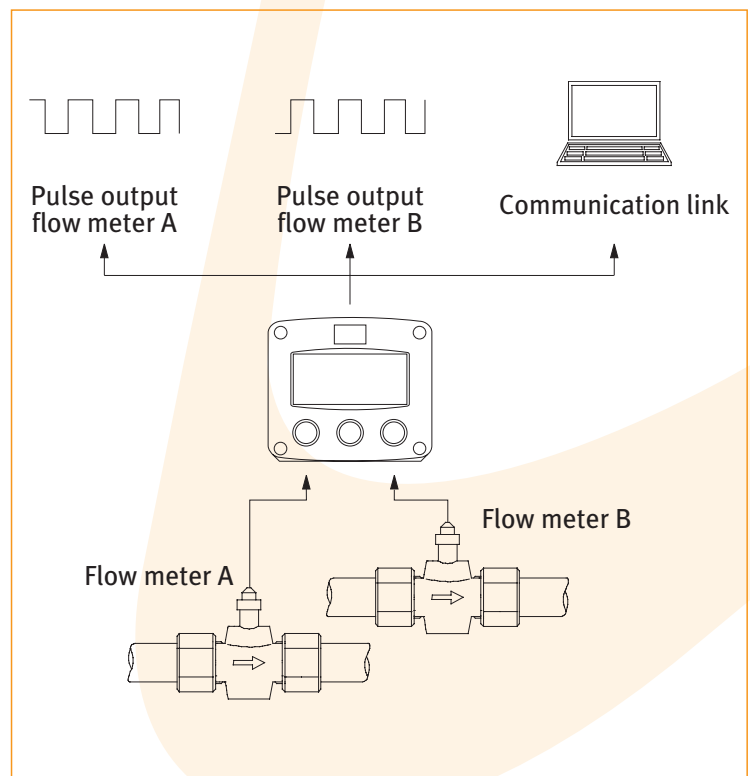 Pulse output
flow meter A
Pulse output
flow meter B
Communication link
Flow meter B
Flow meter A